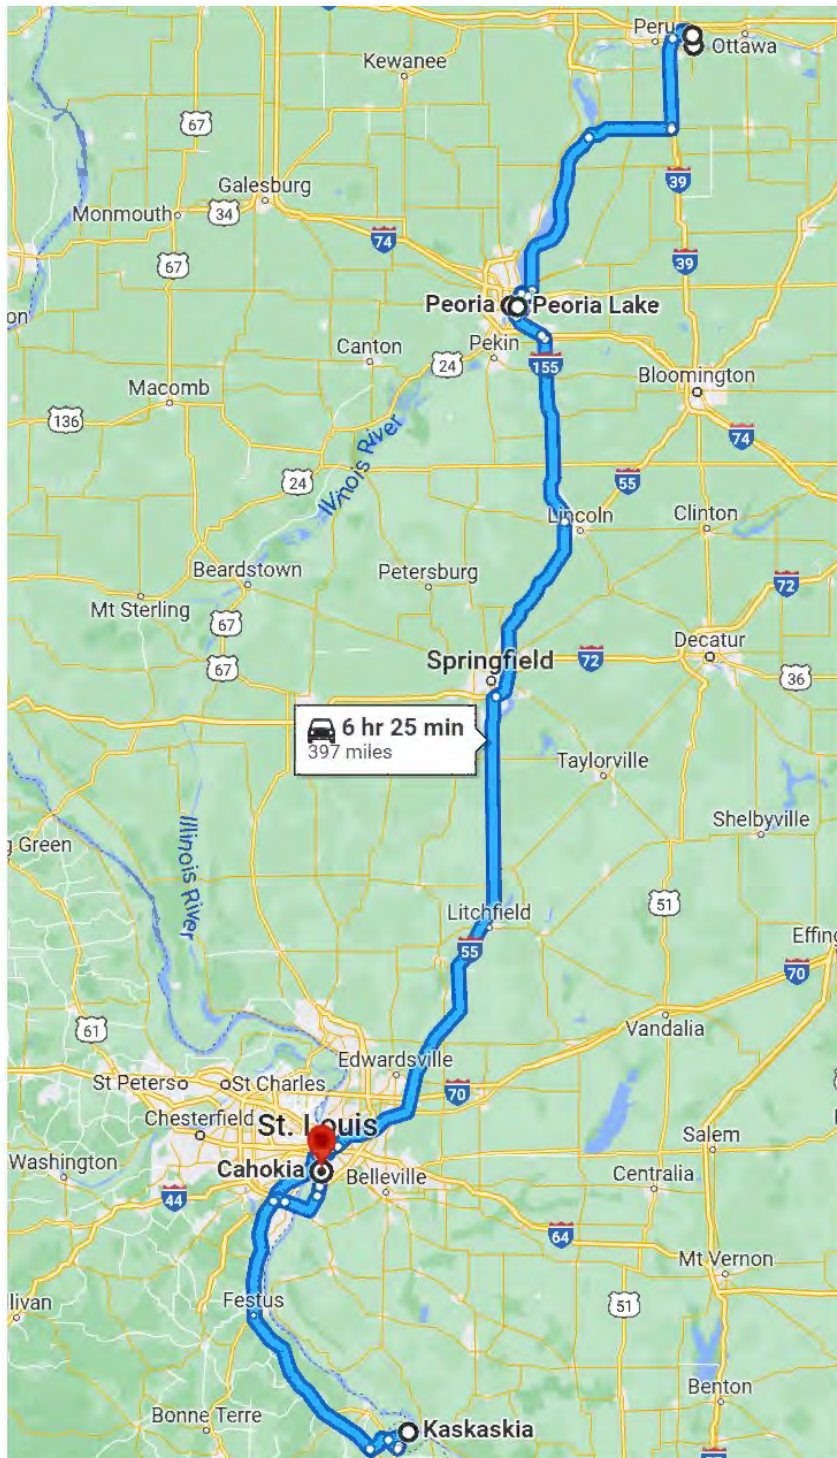 Peru
Ottawa
Kewanee
67
39
Galesburg
Monmouth
34
74
67
39
on
Peoria
Peoria Lake
Canton
Pekin
24
155
Macomb
Bloomington
136
74
Illinois River
24
55
Lincoln
Clinton
Beardstown
Petersburg
72
Mt Sterling
67
67
Springfield
72
Decatur
36
6 hr 25 min
397 miles
Taylorville
Illinois River
Shelbyville
g Green
51
Litchfield
55
Effing
70
61
Vandalia
Edwardsville
St Peters
St Charles
70
Chesterfield
St. Louis
Salem
Washington
Cahokia
Belleville
Centralia
44
64
Mt Vernon
llivan
Festus
51
Benton
Bonne Terre
Kaskaskia